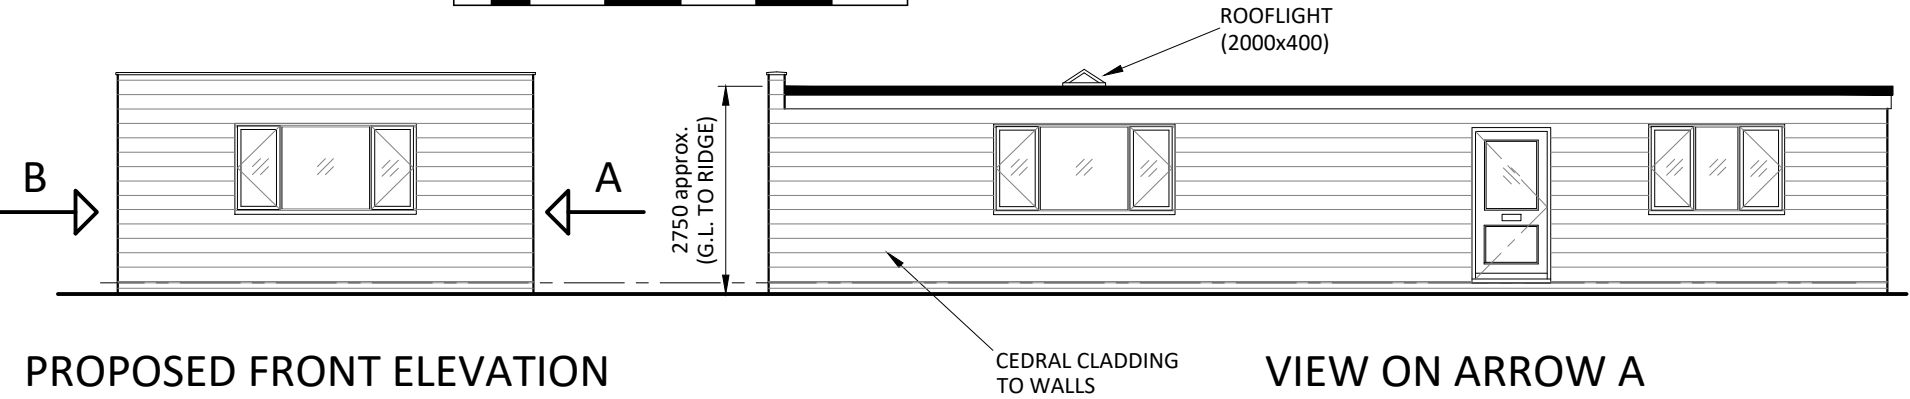 ROOFLIGHT
(2000x400)
B
A
2750 approx.
(G.L. TO RIDGE)
CEDRAL CLADDING
TO WALLS
PROPOSED FRONT ELEVATION
VIEW ON ARROW A